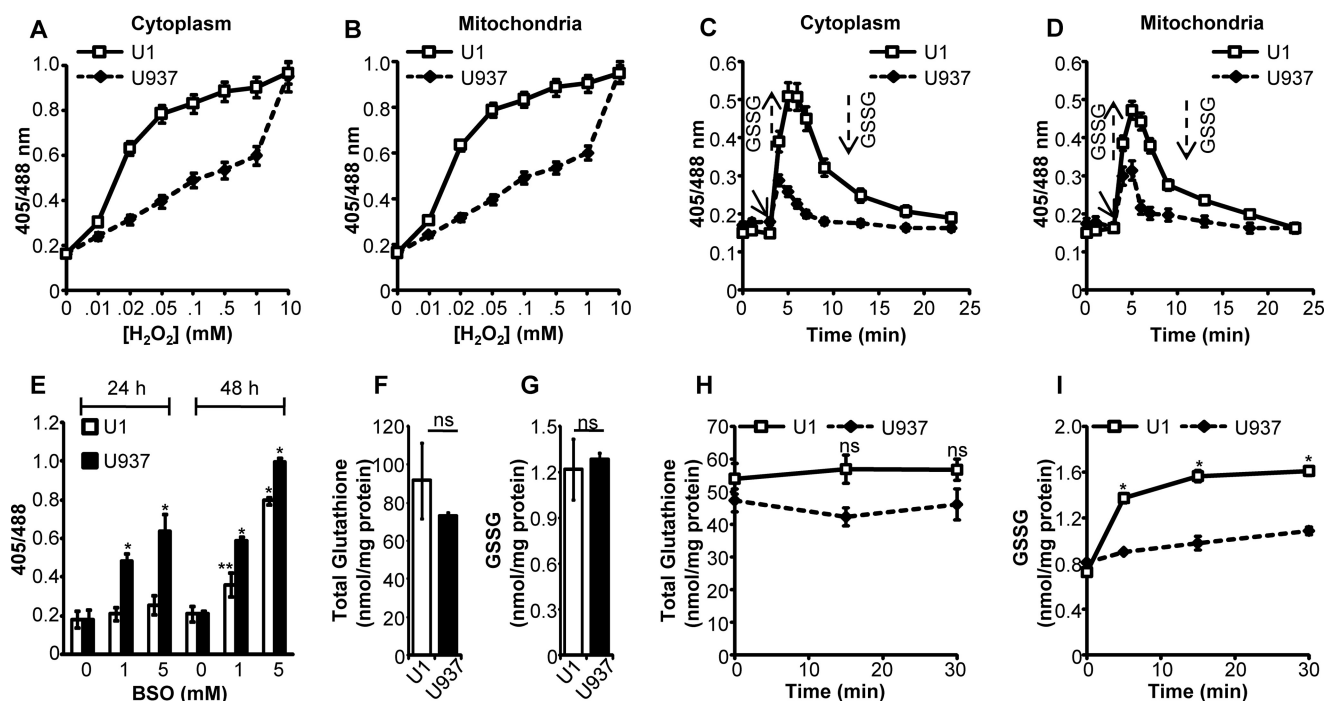 A
Cytoplasm
U1
U937
405/488 nm
1.0
0.8
0.6
0.4
0.2
0
0 .01 .02 .05 .1 .5 1 10
[H₂O₂] (mM)
B
Mitochondria
U1
U937
1.0
0.8
0.6
0.4
0.2
0
0 .01 .02 .05 .1 .5 1 10
[H₂O₂] (mM)
C
Cytoplasm
U1
U937
405/488 nm
0.6
0.5
0.4
0.3
0.2
0.1
0
GSSG
GSSG
0 5 10 15 20 25
Time (min)
D
Mitochondria
U1
U937
405/488 nm
0.6
0.5
0.4
0.3
0.2
0.1
0
GSSG
GSSG
0 5 10 15 20 25
Time (min)
E
24 h 48 h
U1
U937
405/488
1.2
1.0
0.8
0.6
0.4
0.2
0
* * ** * * *
0 1 5 0 1 5
BSO (mM)
F
ns
Total Glutathione
(nmol/mg protein)
120
100
80
60
40
20
0
U1
U937
G
ns
GSSG
(nmol/mg protein)
1.5
1.2
0.9
0.6
0.3
0
U1
U937
H
U1 U937
ns ns
Total Glutathione
(nmol/mg protein)
70
60
50
40
30
20
10
0
0 10 20 30
Time (min)
I
U1 U937
* * *
GSSG
(nmol/mg protein)
2.0
1.6
1.2
0.8
0.4
0
0 10 20 30
Time (min)